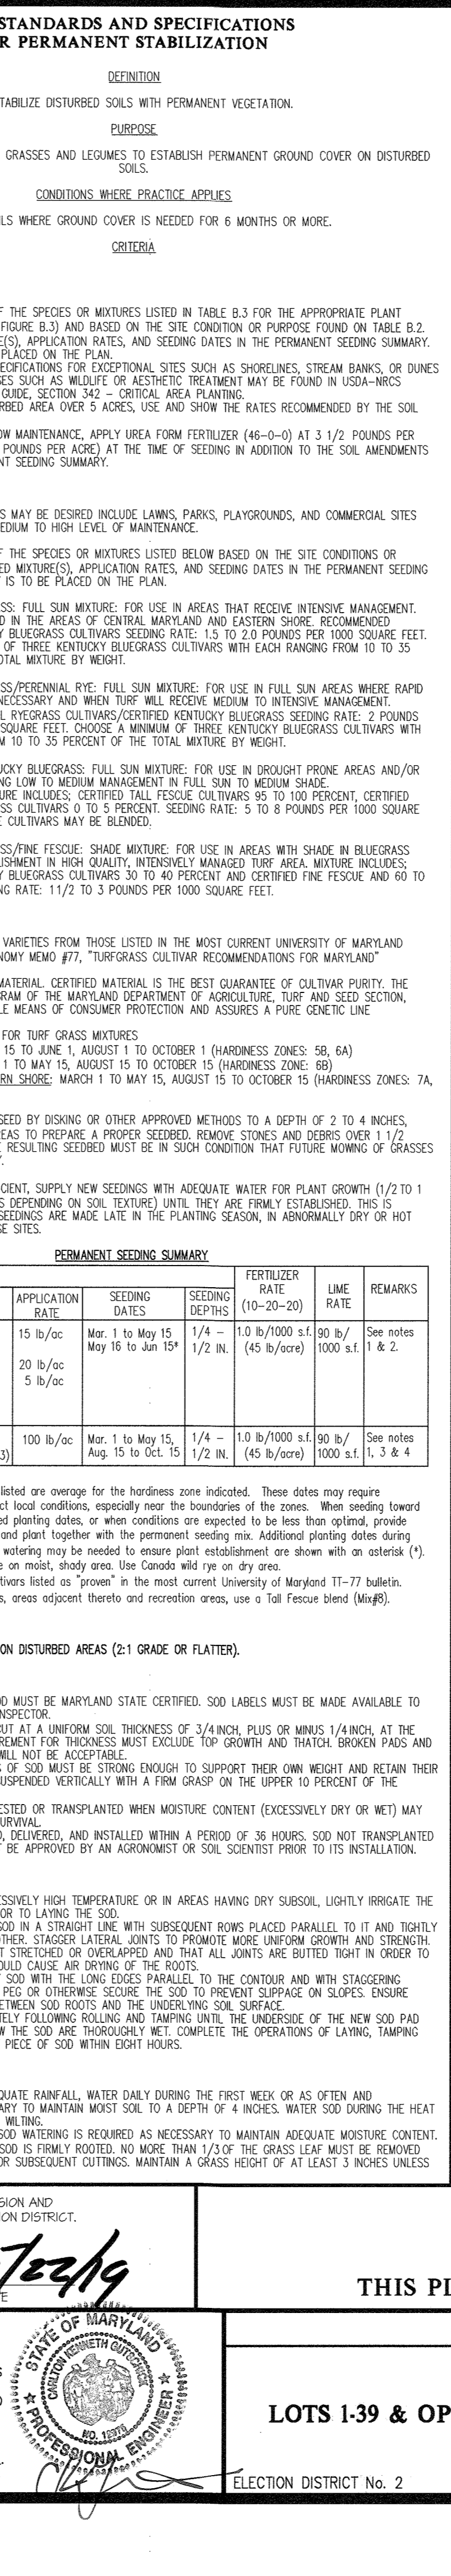 STANDARDS AND SPECIFICATIONS
R PERMANENT STABILIZATION
DEFINITION
TABILIZE DISTURBED SOILS WITH PERMANENT VEGETATION.
PURPOSE
GRASSES AND LEGUMES TO ESTABLISH PERMANENT GROUND COVER ON DISTURBED
SOILS.
CONDITIONS WHERE PRACTICE APPLIES
ILS WHERE GROUND COVER IS NEEDED FOR 6 MONTHS OR MORE.
CRITERIA
F THE SPECIES OR MIXTURES LISTED IN TABLE B.3 FOR THE APPROPRIATE PLANT
FIGURE B.3) AND BASED ON THE SITE CONDITION OR PURPOSE FOUND ON TABLE B.2.
E(S), APPLICATION RATES, AND SEEDING DATES IN THE PERMANENT SEEDING SUMMARY.
PLACED ON THE PLAN.
PECIFICATIONS FOR EXCEPTIONAL SITES SUCH AS SHORELINES, STREAM BANKS, OR DUNES
SES SUCH AS WILDLIFE OR AESTHETIC TREATMENT MAY BE FOUND IN USDA-NRCS
GUIDE, SECTION 342 - CRITICAL AREA PLANTING.
RBED AREA OVER 5 ACRES, USE AND SHOW THE RATES RECOMMENDED BY THE SOIL
OW MAINTENANCE, APPLY UREA FORM FERTILIZER (46-0-0) AT 3 1/2 POUNDS PER
POUNDS PER ACRE) AT THE TIME OF SEEDING IN ADDITION TO THE SOIL AMENDMENTS
NT SEEDING SUMMARY.
S MAY BE DESIRED INCLUDE LAWNS, PARKS, PLAYGROUNDS, AND COMMERCIAL SITES
EDIUM TO HIGH LEVEL OF MAINTENANCE.
F THE SPECIES OR MIXTURES LISTED BELOW BASED ON THE SITE CONDITIONS OR
ED MIXTURE(S), APPLICATION RATES, AND SEEDING DATES IN THE PERMANENT SEEDING
IS TO BE PLACED ON THE PLAN.
SS: FULL SUN MIXTURE: FOR USE IN AREAS THAT RECEIVE INTENSIVE MANAGEMENT.
D IN THE AREAS OF CENTRAL MARYLAND AND EASTERN SHORE. RECOMMENDED
Y BLUEGRASS CULTIVARS SEEDING RATE: 1.5 TO 2.0 POUNDS PER 1000 SQUARE FEET.
OF THREE KENTUCKY BLUEGRASS CULTIVARS WITH EACH RANGING FROM 10 TO 35
OTAL MIXTURE BY WEIGHT.
SS/PERENNIAL RYE: FULL SUN MIXTURE: FOR USE IN FULL SUN AREAS WHERE RAPID
NECESSARY AND WHEN TURF WILL RECEIVE MEDIUM TO INTENSIVE MANAGEMENT.
L RYEGRASS CULTIVARS/CERTIFIED KENTUCKY BLUEGRASS SEEDING RATE: 2 POUNDS
SQUARE FEET. CHOOSE A MINIMUM OF THREE KENTUCKY BLUEGRASS CULTIVARS WITH
M 10 TO 35 PERCENT OF THE TOTAL MIXTURE BY WEIGHT.
UCKY BLUEGRASS: FULL SUN MIXTURE: FOR USE IN DROUGHT PRONE AREAS AND/OR
NG LOW TO MEDIUM MANAGEMENT IN FULL SUN TO MEDIUM SHADE.
URE INCLUDES; CERTIFIED TALL FESCUE CULTIVARS 95 TO 100 PERCENT, CERTIFIED
SS CULTIVARS 0 TO 5 PERCENT. SEEDING RATE: 5 TO 8 POUNDS PER 1000 SQUARE
E CULTIVARS MAY BE BLENDED.
SS/FINE FESCUE: SHADE MIXTURE: FOR USE IN AREAS WITH SHADE IN BLUEGRASS
LISHMENT IN HIGH QUALITY, INTENSIVELY MANAGED TURF AREA. MIXTURE INCLUDES;
Y BLUEGRASS CULTIVARS 30 TO 40 PERCENT AND CERTIFIED FINE FESCUE AND 60 TO
NG RATE: 1 1/2 TO 3 POUNDS PER 1000 SQUARE FEET.
VARIETIES FROM THOSE LISTED IN THE MOST CURRENT UNIVERSITY OF MARYLAND
NOMY MEMO #77, "TURFGRASS CULTIVAR RECOMMENDATIONS FOR MARYLAND"
MATERIAL. CERTIFIED MATERIAL IS THE BEST GUARANTEE OF CULTIVAR PURITY. THE
RAM OF THE MARYLAND DEPARTMENT OF AGRICULTURE, TURF AND SEED SECTION,
LE MEANS OF CONSUMER PROTECTION AND ASSURES A PURE GENETIC LINE
FOR TURF GRASS MIXTURES
15 TO JUNE 1, AUGUST 1 TO OCTOBER 1 (HARDINESS ZONES: 5B, 6A)
1 TO MAY 15, AUGUST 15 TO OCTOBER 15 (HARDINESS ZONE: 6B)
RN SHORE: MARCH 1 TO MAY 15, AUGUST 15 TO OCTOBER 15 (HARDINESS ZONES: 7A,
SEED BY DISKING OR OTHER APPROVED METHODS TO A DEPTH OF 2 TO 4 INCHES,
EAS TO PREPARE A PROPER SEEDBED. REMOVE STONES AND DEBRIS OVER 1 1/2
E RESULTING SEEDBED MUST BE IN SUCH CONDITION THAT FUTURE MOWING OF GRASSES
Y.
CIENT, SUPPLY NEW SEEDINGS WITH ADEQUATE WATER FOR PLANT GROWTH (1/2 TO 1
S DEPENDING ON SOIL TEXTURE) UNTIL THEY ARE FIRMLY ESTABLISHED. THIS IS
SEEDINGS ARE MADE LATE IN THE PLANTING SEASON, IN ABNORMALLY DRY OR HOT
SE SITES.
PERMANENT SEEDING SUMMARY
APPLICATION RATE SEEDING DATES SEEDING DEPTHS FERTILIZER RATE (10-20-20) LIME RATE REMARKS
15 lb/ac Mar. 1 to May 15 1/4 - 1.0 lb/1000 s.f. 90 lb/ See notes
May 16 to Jun 15* 1/2 IN. (45 lb/acre) 1000 s.f. 1 & 2.
20 lb/ac
5 lb/ac
100 lb/ac Mar. 1 to May 15, 1/4 - 1.0 lb/1000 s.f. 90 lb/ See notes
3) Aug. 15 to Oct. 15 1/2 IN. (45 lb/acre) 1000 s.f. 1, 3 & 4
listed are average for the hardiness zone indicated. These dates may require
ct local conditions, especially near the boundaries of the zones. When seeding toward
ed planting dates, or when conditions are expected to be less than optimal, provide
and plant together with the permanent seeding mix. Additional planting dates during
watering may be needed to ensure plant establishment are shown with an asterisk (*).
e on moist, shady area. Use Canada wild rye on dry area.
tivars listed as "proven" in the most current University of Maryland TT-77 bulletin.
s, areas adjacent thereto and recreation areas, use a Tall Fescue blend (Mix#8).
ON DISTURBED AREAS (2:1 GRADE OR FLATTER).
OD MUST BE MARYLAND STATE CERTIFIED. SOD LABELS MUST BE MADE AVAILABLE TO
NSPECTOR.
CUT AT A UNIFORM SOIL THICKNESS OF 3/4 INCH, PLUS OR MINUS 1/4 INCH, AT THE
REMENT FOR THICKNESS MUST EXCLUDE TOP GROWTH AND THATCH. BROKEN PADS AND
WILL NOT BE ACCEPTABLE.
S OF SOD MUST BE STRONG ENOUGH TO SUPPORT THEIR OWN WEIGHT AND RETAIN THEIR
USPENDED VERTICALLY WITH A FIRM GRASP ON THE UPPER 10 PERCENT OF THE
ESTED OR TRANSPLANTED WHEN MOISTURE CONTENT (EXCESSIVELY DRY OR WET) MAY
URVIVAL.
D, DELIVERED, AND INSTALLED WITHIN A PERIOD OF 36 HOURS. SOD NOT TRANSPLANTED
T BE APPROVED BY AN AGRONOMIST OR SOIL SCIENTIST PRIOR TO ITS INSTALLATION.
ESSIVELY HIGH TEMPERATURE OR IN AREAS HAVING DRY SUBSOIL, LIGHTLY IRRIGATE THE
OR TO LAYING THE SOD.
SOD IN A STRAIGHT LINE WITH SUBSEQUENT ROWS PLACED PARALLEL TO IT AND TIGHTLY
OTHER. STAGGER LATERAL JOINTS TO PROMOTE MORE UNIFORM GROWTH AND STRENGTH.
T STRETCHED OR OVERLAPPED AND THAT ALL JOINTS ARE BUTTED TIGHT IN ORDER TO
OULD CAUSE AIR DRYING OF THE ROOTS.
SOD WITH THE LONG EDGES PARALLEL TO THE CONTOUR AND WITH STAGGERING
PEG OR OTHERWISE SECURE THE SOD TO PREVENT SLIPPAGE ON SLOPES. ENSURE
ETWEEN SOD ROOTS AND THE UNDERLYING SOIL SURFACE.
TELY FOLLOWING ROLLING AND TAMPING UNTIL THE UNDERSIDE OF THE NEW SOD PAD
W THE SOD ARE THOROUGHLY WET. COMPLETE THE OPERATIONS OF LAYING, TAMPING
PIECE OF SOD WITHIN EIGHT HOURS.
QUATE RAINFALL, WATER DAILY DURING THE FIRST WEEK OR AS OFTEN AND
ARY TO MAINTAIN MOIST SOIL TO A DEPTH OF 4 INCHES. WATER SOD DURING THE HEAT
WILTING.
SOD WATERING IS REQUIRED AS NECESSARY TO MAINTAIN ADEQUATE MOISTURE CONTENT.
SOD IS FIRMLY ROOTED. NO MORE THAN 1/3 OF THE GRASS LEAF MUST BE REMOVED
OR SUBSEQUENT CUTTINGS. MAINTAIN A GRASS HEIGHT OF AT LEAST 3 INCHES UNLESS
SION AND
ON DISTRICT.
/22/19
E
THIS PL
STATE OF MARYLAND
CARLTON KENNETH GUTSCHICK
NO. 12978
PROFESSIONAL ENGINEER
LOTS 1-39 & OP
ELECTION DISTRICT No. 2